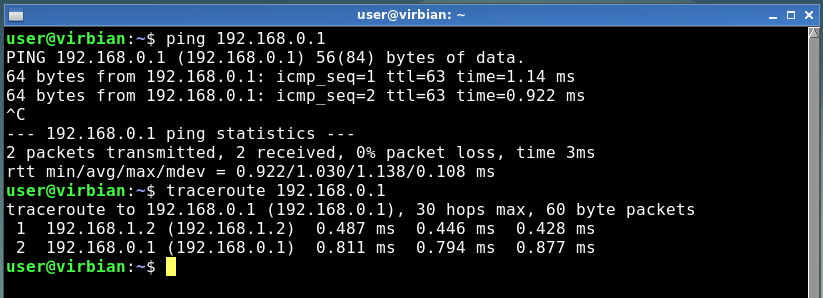 user@virbian: ~
user@virbian:~$ ping 192.168.0.1
PING 192.168.0.1 (192.168.0.1) 56(84) bytes of data.
64 bytes from 192.168.0.1: icmp_seq=1 ttl=63 time=1.14 ms
64 bytes from 192.168.0.1: icmp_seq=2 ttl=63 time=0.922 ms
^C
--- 192.168.0.1 ping statistics ---
2 packets transmitted, 2 received, 0% packet loss, time 3ms
rtt min/avg/max/mdev = 0.922/1.030/1.138/0.108 ms
user@virbian:~$ traceroute 192.168.0.1
traceroute to 192.168.0.1 (192.168.0.1), 30 hops max, 60 byte packets
 1  192.168.1.2 (192.168.1.2)  0.487 ms  0.446 ms  0.428 ms
 2  192.168.0.1 (192.168.0.1)  0.811 ms  0.794 ms  0.877 ms
user@virbian:~$